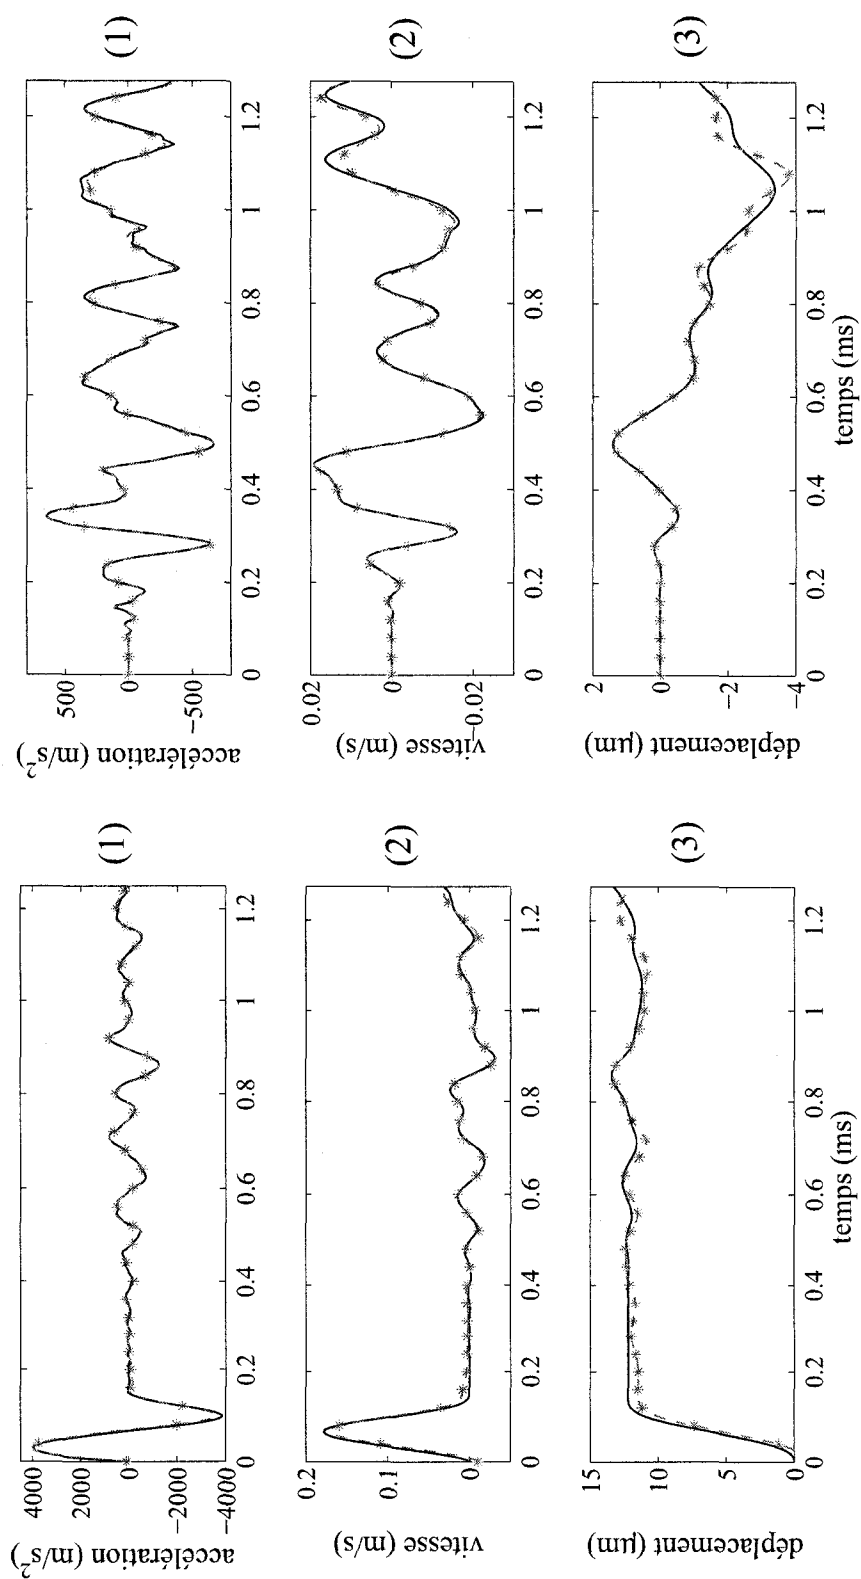 accélération (m/s²)
4000
2000
0
−2000
−4000
0 0.2 0.4 0.6 0.8 1 1.2
(1)
accélération (m/s²)
500
0
−500
0 0.2 0.4 0.6 0.8 1 1.2
(1)
vitesse (m/s)
0.2
0.1
0
0 0.2 0.4 0.6 0.8 1 1.2
(2)
vitesse (m/s)
0.02
0
−0.02
0 0.2 0.4 0.6 0.8 1 1.2
(2)
déplacement (μm)
15
10
5
0
0 0.2 0.4 0.6 0.8 1 1.2
temps (ms)
(3)
déplacement (μm)
2
0
−2
−4
0 0.2 0.4 0.6 0.8 1 1.2
temps (ms)
(3)